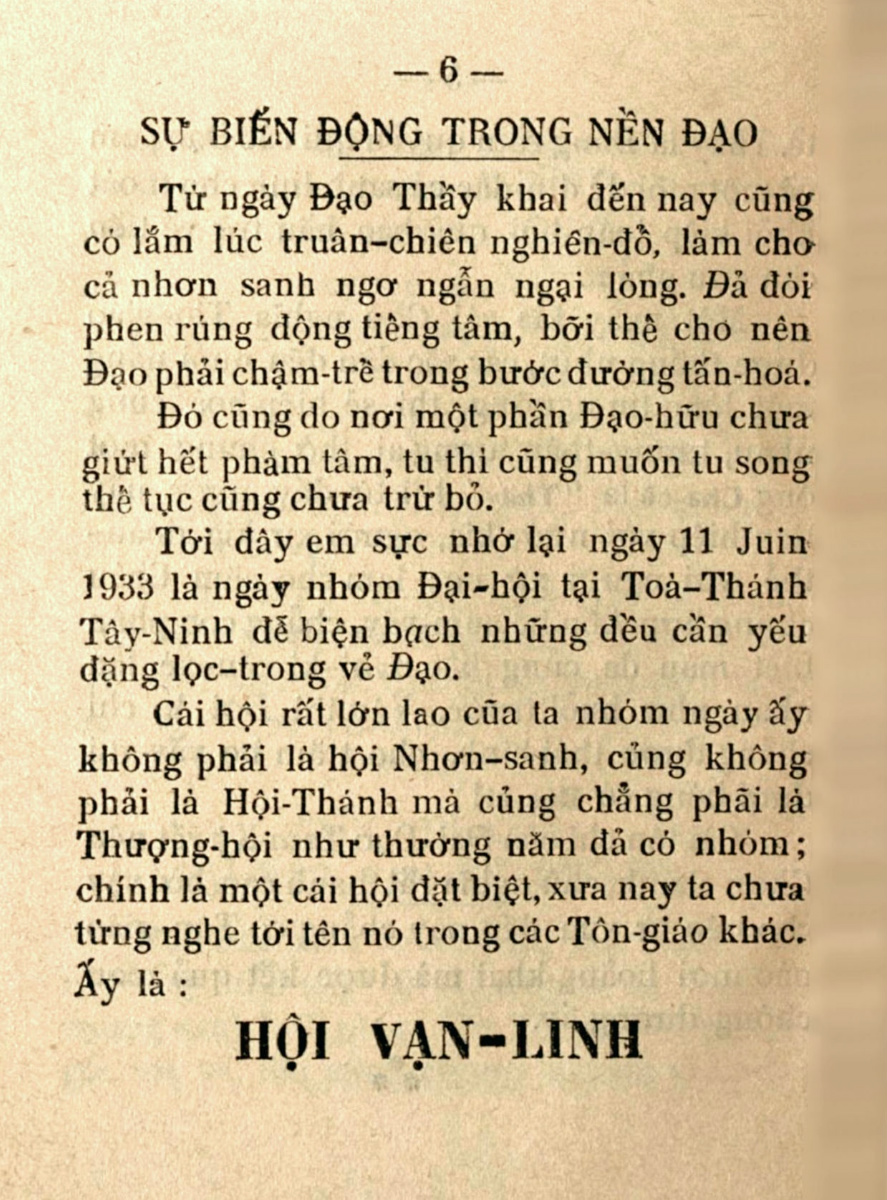 — 6 —
SỰ BIẾN ĐỘNG TRONG NỀN ĐẠO
Từ ngày Đạo Thầy khai đến nay cũng
có lắm lúc truân-chiên nghiên-đổ, làm cho
cả nhơn sanh ngơ ngẫn ngại lòng. Đả đòi
phen rúng động tiếng tâm, bỡi thế cho nên
Đạo phải chậm-trễ trong bước đường tấn-hoá.
Đó cũng do nơi một phần Đạo-hữu chưa
giứt hết phàm tâm, tu thì cũng muốn tu song
thế tục cũng chưa trừ bỏ.
Tới đây em sực nhớ lại ngày 11 Juin
1933 là ngày nhóm Đại-hội tại Toà-Thánh
Tây-Ninh để biện bạch những đều cần yếu
đặng lọc-trong vẻ Đạo.
Cái hội rất lớn lao cũa ta nhóm ngày ấy
không phải là hội Nhơn-sanh, củng không
phải là Hội-Thánh mà củng chẳng phãi là
Thượng-hội như thường năm đả có nhóm;
chính là một cái hội đặt biệt, xưa nay ta chưa
từng nghe tới tên nó trong các Tôn-giáo khác.
Ấy là :
HỘI VẠN-LINH